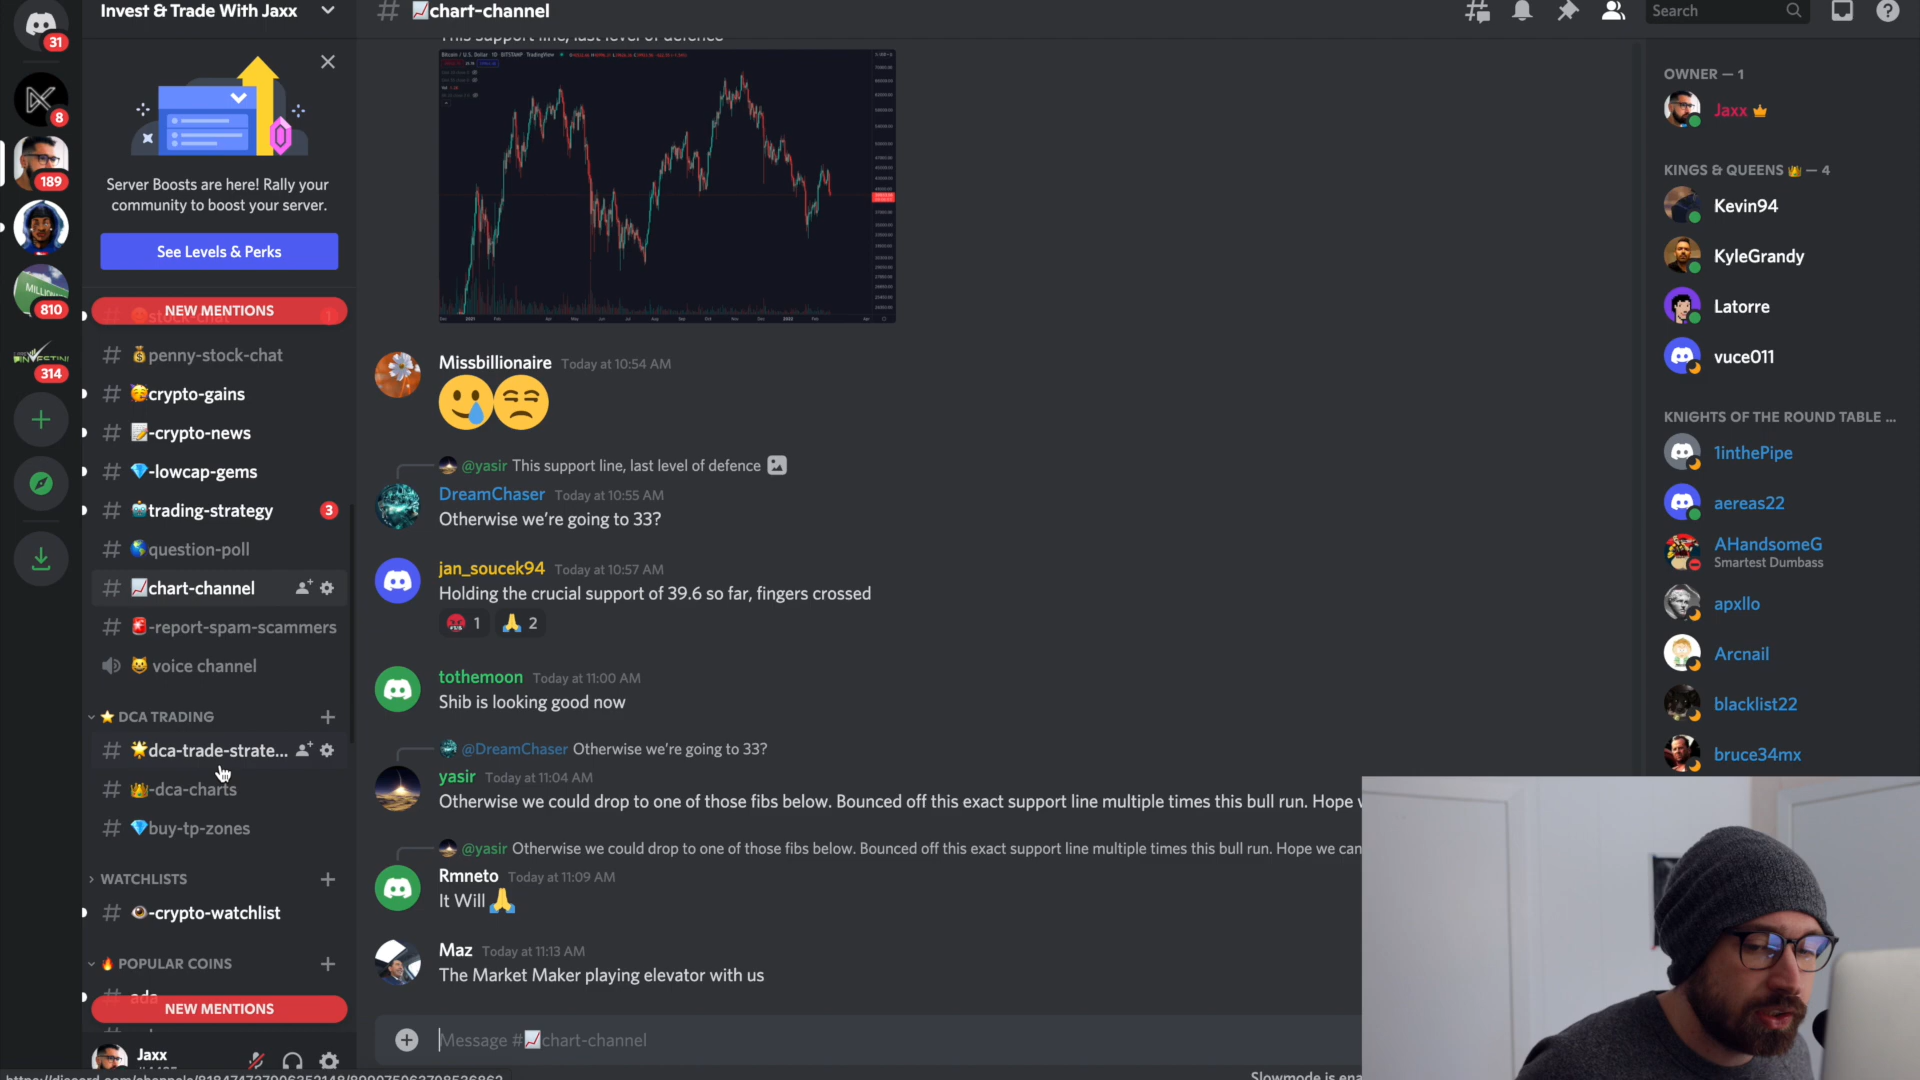 31
8
189
810
MILLION
314
Invest & Trade With Jaxx
Server Boosts are here! Rally your
community to boost your server.
See Levels & Perks
NEW MENTIONS
# penny-stock-chat
# crypto-gains
# -crypto-news
# -lowcap-gems
# trading-strategy 3
# question-poll
# chart-channel
# -report-spam-scammers
voice channel
DCA TRADING
# dca-trade-strate...
# -dca-charts
# buy-tp-zones
WATCHLISTS
# -crypto-watchlist
POPULAR COINS
# ada
NEW MENTIONS
Jaxx
# chart-channel
Search
This support line, last level of defence
Bitcoin / U.S. Dollar
Missbillionaire Today at 10:54 AM
@yasir This support line, last level of defence
DreamChaser Today at 10:55 AM
Otherwise we're going to 33?
jan_soucek94 Today at 10:57 AM
Holding the crucial support of 39.6 so far, fingers crossed
1 2
tothemoon Today at 11:00 AM
Shib is looking good now
@DreamChaser Otherwise we're going to 33?
yasir Today at 11:04 AM
Otherwise we could drop to one of those fibs below. Bounced off this exact support line multiple times this bull run. Hope
@yasir Otherwise we could drop to one of those fibs below. Bounced off this exact support line multiple times this bull run. Hope we can
Rmneto Today at 11:09 AM
It Will
Maz Today at 11:13 AM
The Market Maker playing elevator with us
Message # chart-channel
Slowmode is ena
OWNER — 1
Jaxx
KINGS & QUEENS — 4
Kevin94
KyleGrandy
Latorre
vuce011
KNIGHTS OF THE ROUND TABLE ...
1inthePipe
aereas22
AHandsomeG
Smartest Dumbass
apxllo
Arcnail
blacklist22
bruce34mx